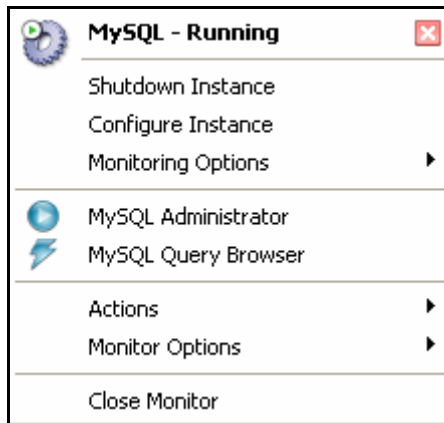 MySQL - Running
Shutdown Instance
Configure Instance
Monitoring Options
MySQL Administrator
MySQL Query Browser
Actions
Monitor Options
Close Monitor